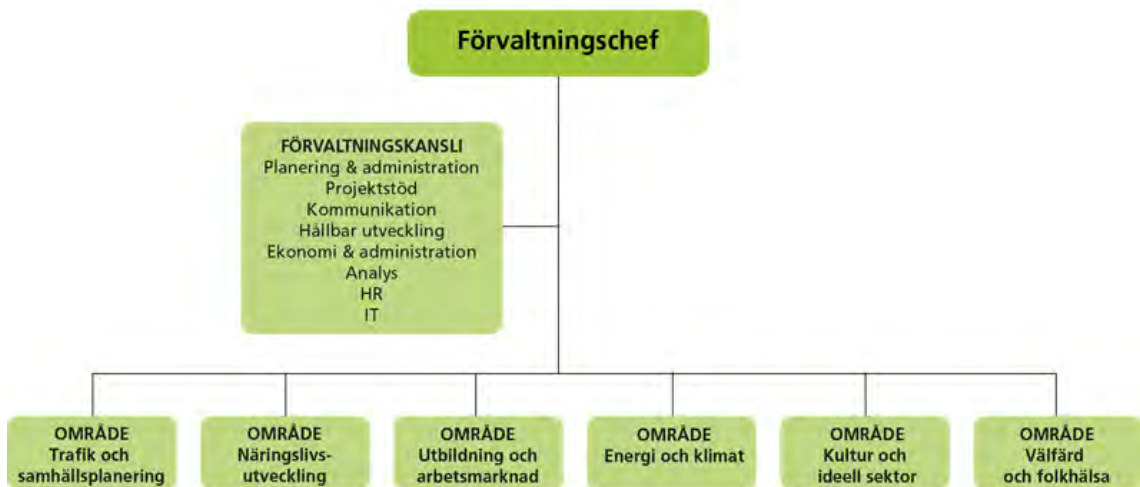 Förvaltningschef
FÖRVALTNINGSKANSLI
Planering & administration
Projektstöd
Kommunikation
Hållbar utveckling
Ekonomi & administration
Analys
HR
IT
OMRÅDE
Trafik och
samhällsplanering
OMRÅDE
Näringslivs-
utveckling
OMRÅDE
Utbildning och
arbetsmarknad
OMRÅDE
Energi och klimat
OMRÅDE
Kultur och
ideell sektor
OMRÅDE
Välfärd
och folkhälsa